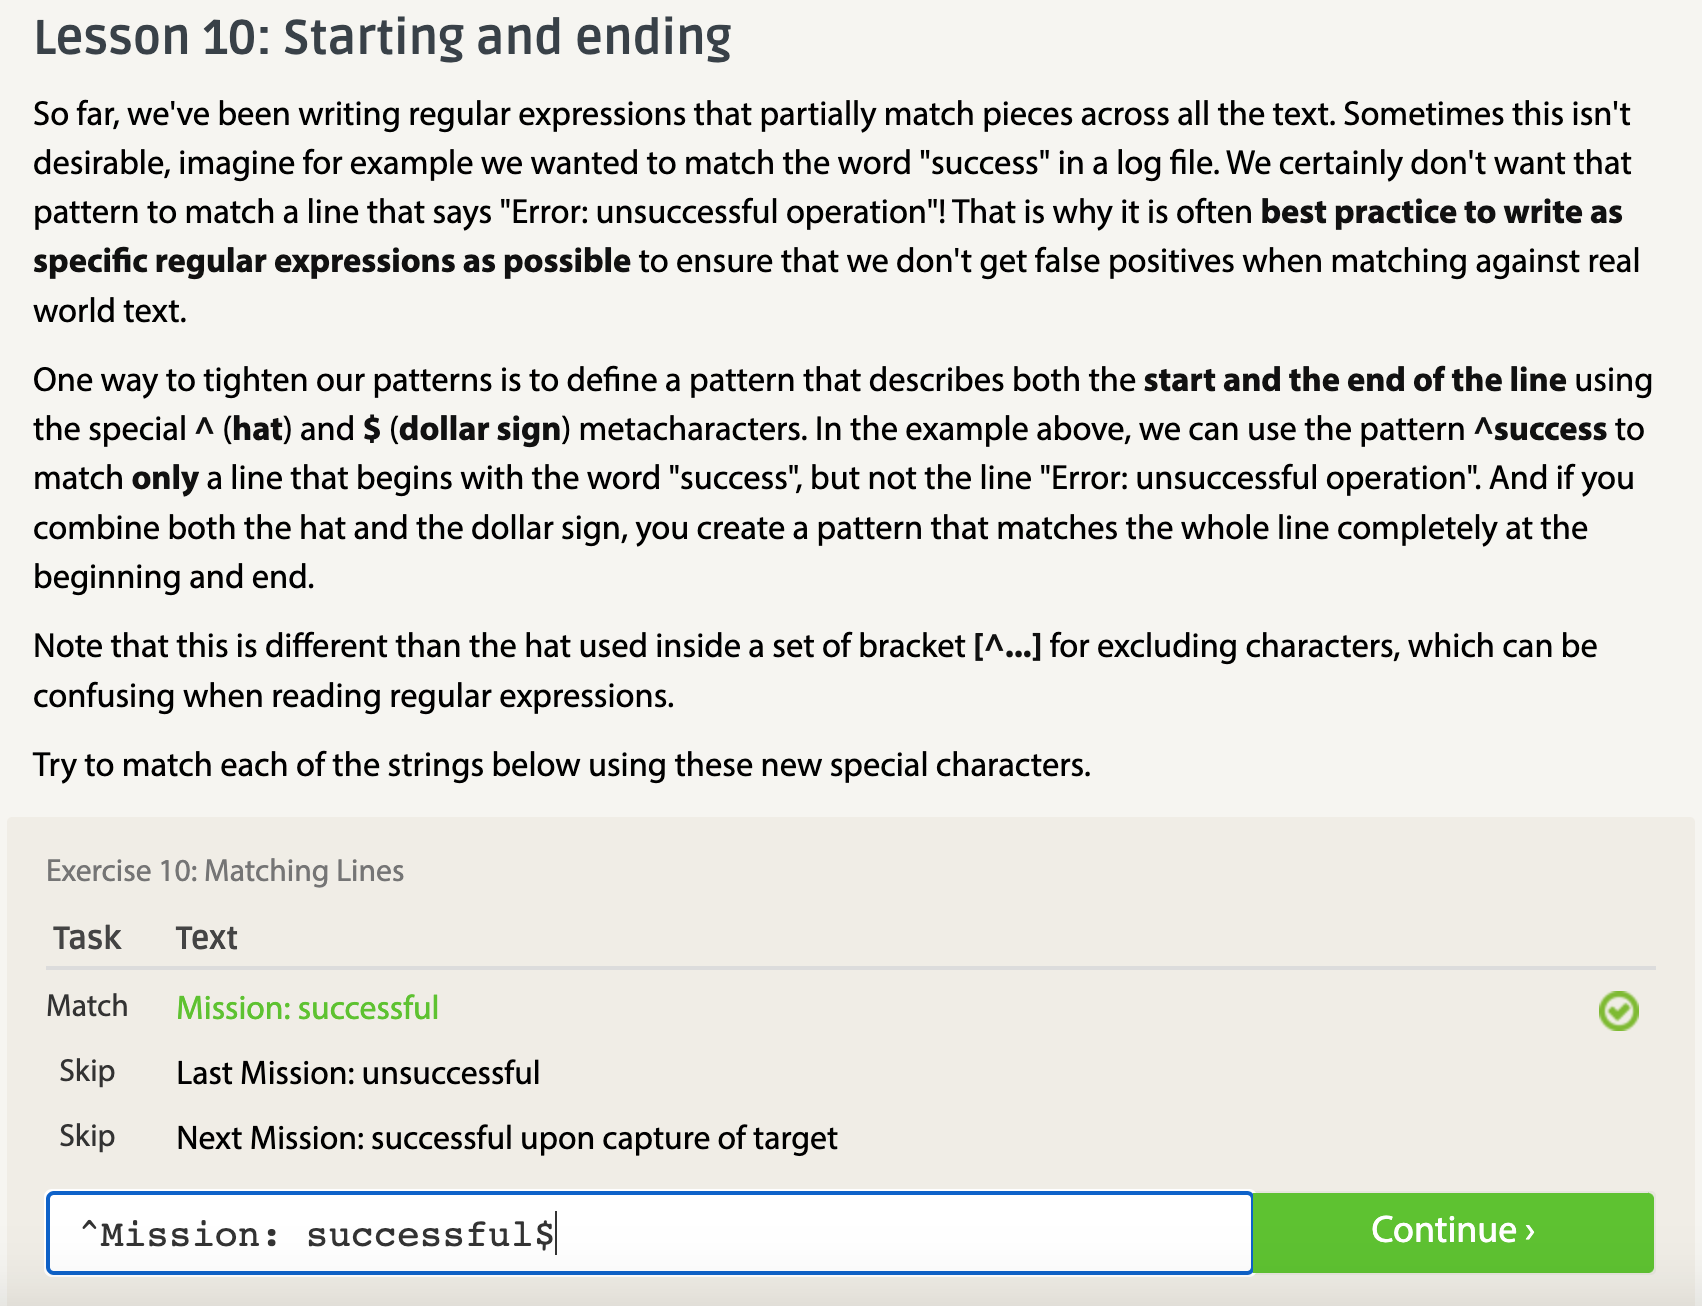 Lesson 10: Starting and ending
So far, we've been writing regular expressions that partially match pieces across all the text. Sometimes this isn't
desirable, imagine for example we wanted to match the word "success" in a log file. We certainly don't want that
pattern to match a line that says "Error: unsuccessful operation"! That is why it is often best practice to write as
specific regular expressions as possible to ensure that we don't get false positives when matching against real
world text.
One way to tighten our patterns is to define a pattern that describes both the start and the end of the line using
the special ^ (hat) and $ (dollar sign) metacharacters. In the example above, we can use the pattern ^success to
match only a line that begins with the word "success", but not the line "Error: unsuccessful operation". And if you
combine both the hat and the dollar sign, you create a pattern that matches the whole line completely at the
beginning and end.
Note that this is different than the hat used inside a set of bracket [^...] for excluding characters, which can be
confusing when reading regular expressions.
Try to match each of the strings below using these new special characters.
Exercise 10: Matching Lines
Task Text
Match Mission: successful
Skip Last Mission: unsuccessful
Skip Next Mission: successful upon capture of target
^Mission: successful$ Continue ›